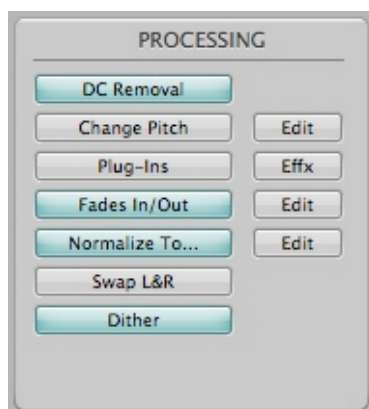 PROCESSING
DC Removal
Change Pitch Edit
Plug-Ins Effx
Fades In/Out Edit
Normalize To... Edit
Swap L&R
Dither